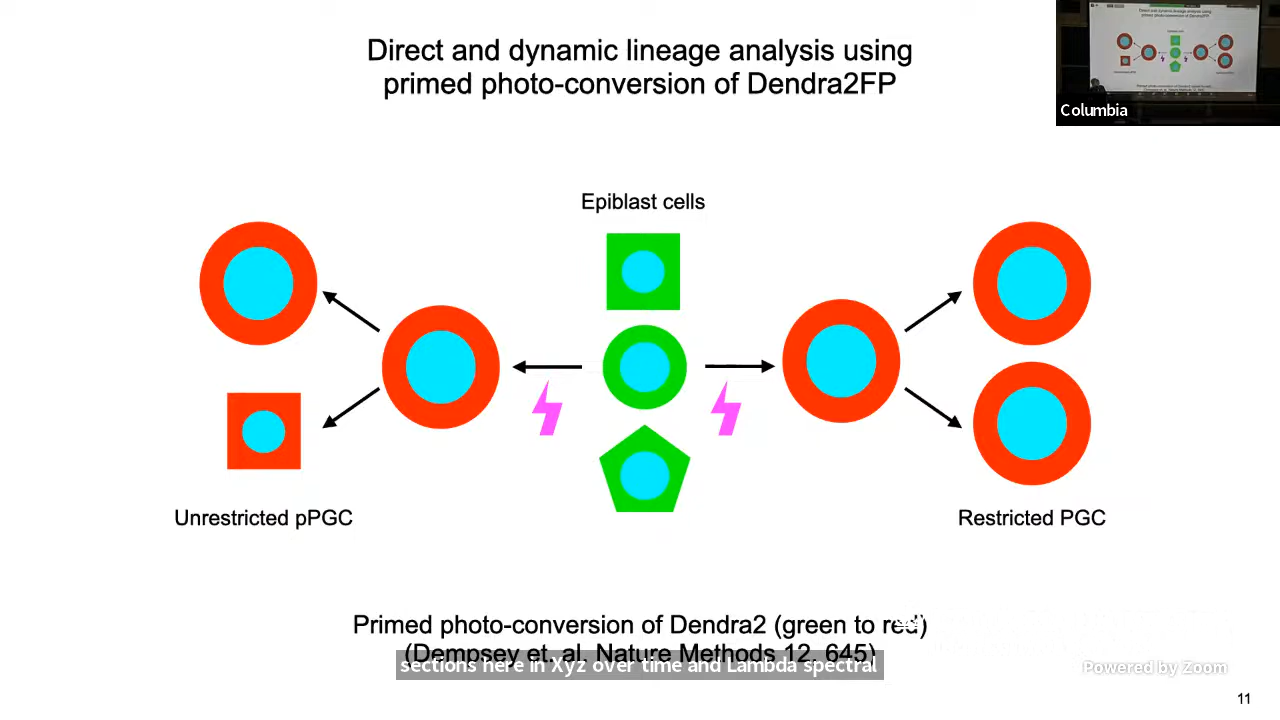 Direct and dynamic lineage analysis using
primed photo-conversion of Dendra2FP
Columbia
Epiblast cells
Unrestricted pPGC
Restricted PGC
Primed photo-conversion of Dendra2 (green to red)
(Dempsey et. al. Nature Methods 12, 645)
sections here in Xyz over time and Lambda spectral
Powered by Zoom
11